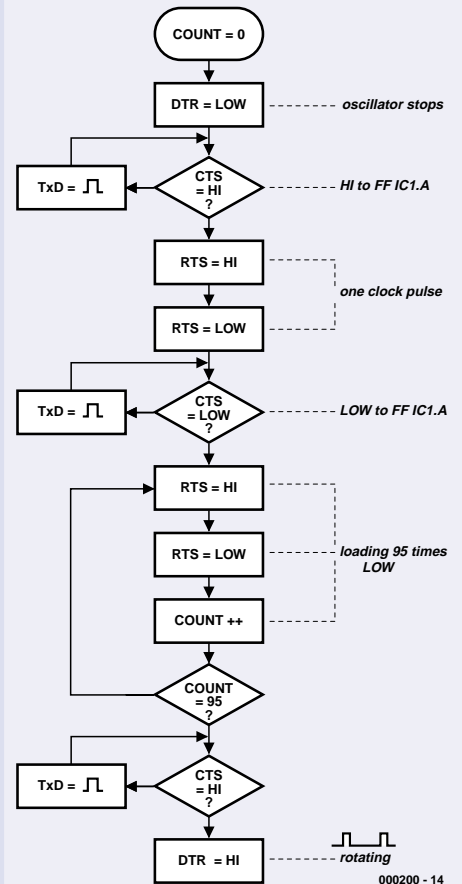 COUNT = 0
DTR = LOW
oscillator stops
CTS
= HI
?
TxD =
HI to FF IC1.A
RTS = HI
one clock pulse
RTS = LOW
CTS
= LOW
?
TxD =
LOW to FF IC1.A
RTS = HI
RTS = LOW
loading 95 times
LOW
COUNT ++
COUNT
= 95
?
CTS
= HI
?
TxD =
DTR = HI
rotating
000200 - 14